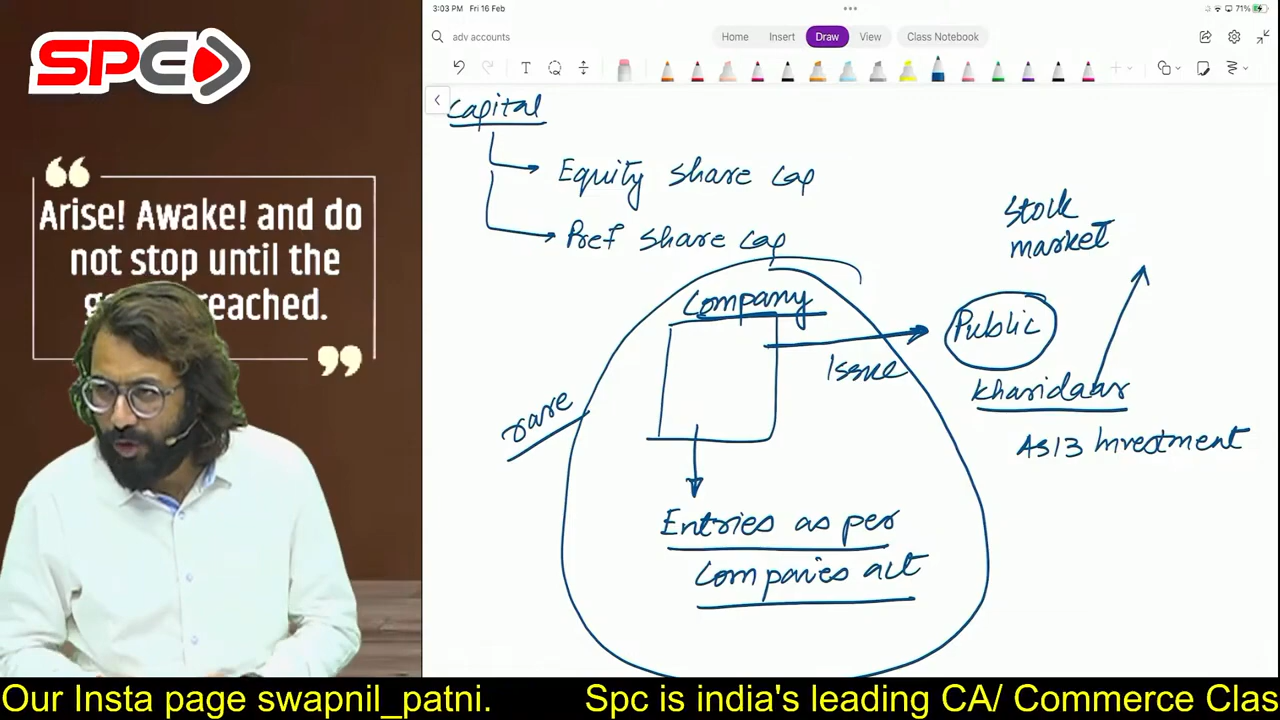 3:03 PM Fri 16 Feb
71%
adv accounts
Home Insert Draw View Class Notebook
SPC
Arise! Awake! and do
not stop until the
reached.
Capital
Equity share cap
Pref share cap
Stock
market
Company
Public
Issue
Kharidaar
rare
AS13 Investment
Entries as per
Companies act
Our Insta page swapnil_patni. Spc is india's leading CA/ Commerce Clas